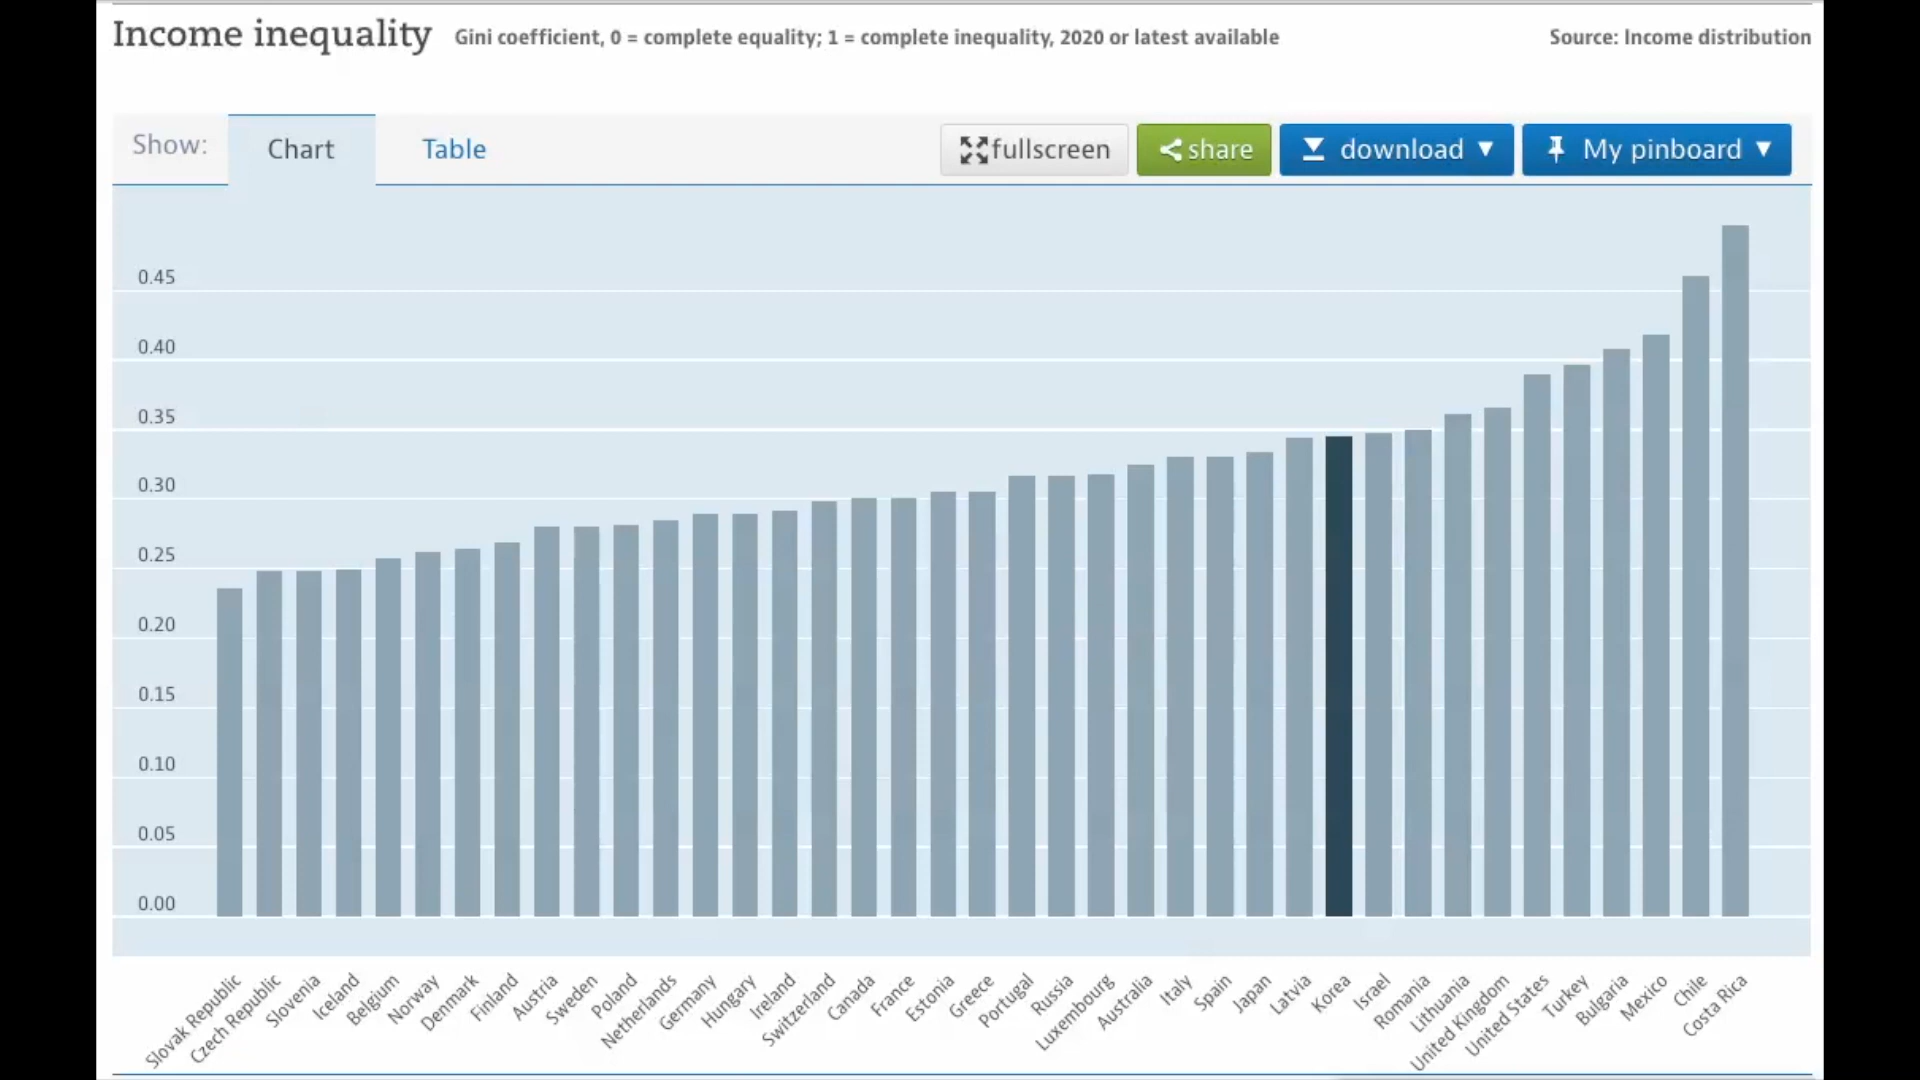 Income inequality Gini coefficient, 0 = complete equality; 1 = complete inequality, 2020 or latest available Source: Income distribution
Show: Chart Table fullscreen share download ▼ My pinboard ▼
0.45
0.40
0.35
0.30
0.25
0.20
0.15
0.10
0.05
0.00
Slovak Republic
Czech Republic
Slovenia
Iceland
Belgium
Norway
Denmark
Finland
Austria
Sweden
Poland
Netherlands
Germany
Hungary
Ireland
Switzerland
Canada
France
Estonia
Greece
Portugal
Russia
Luxembourg
Australia
Italy
Spain
Japan
Latvia
Korea
Israel
Romania
Lithuania
United Kingdom
United States
Turkey
Bulgaria
Mexico
Chile
Costa Rica